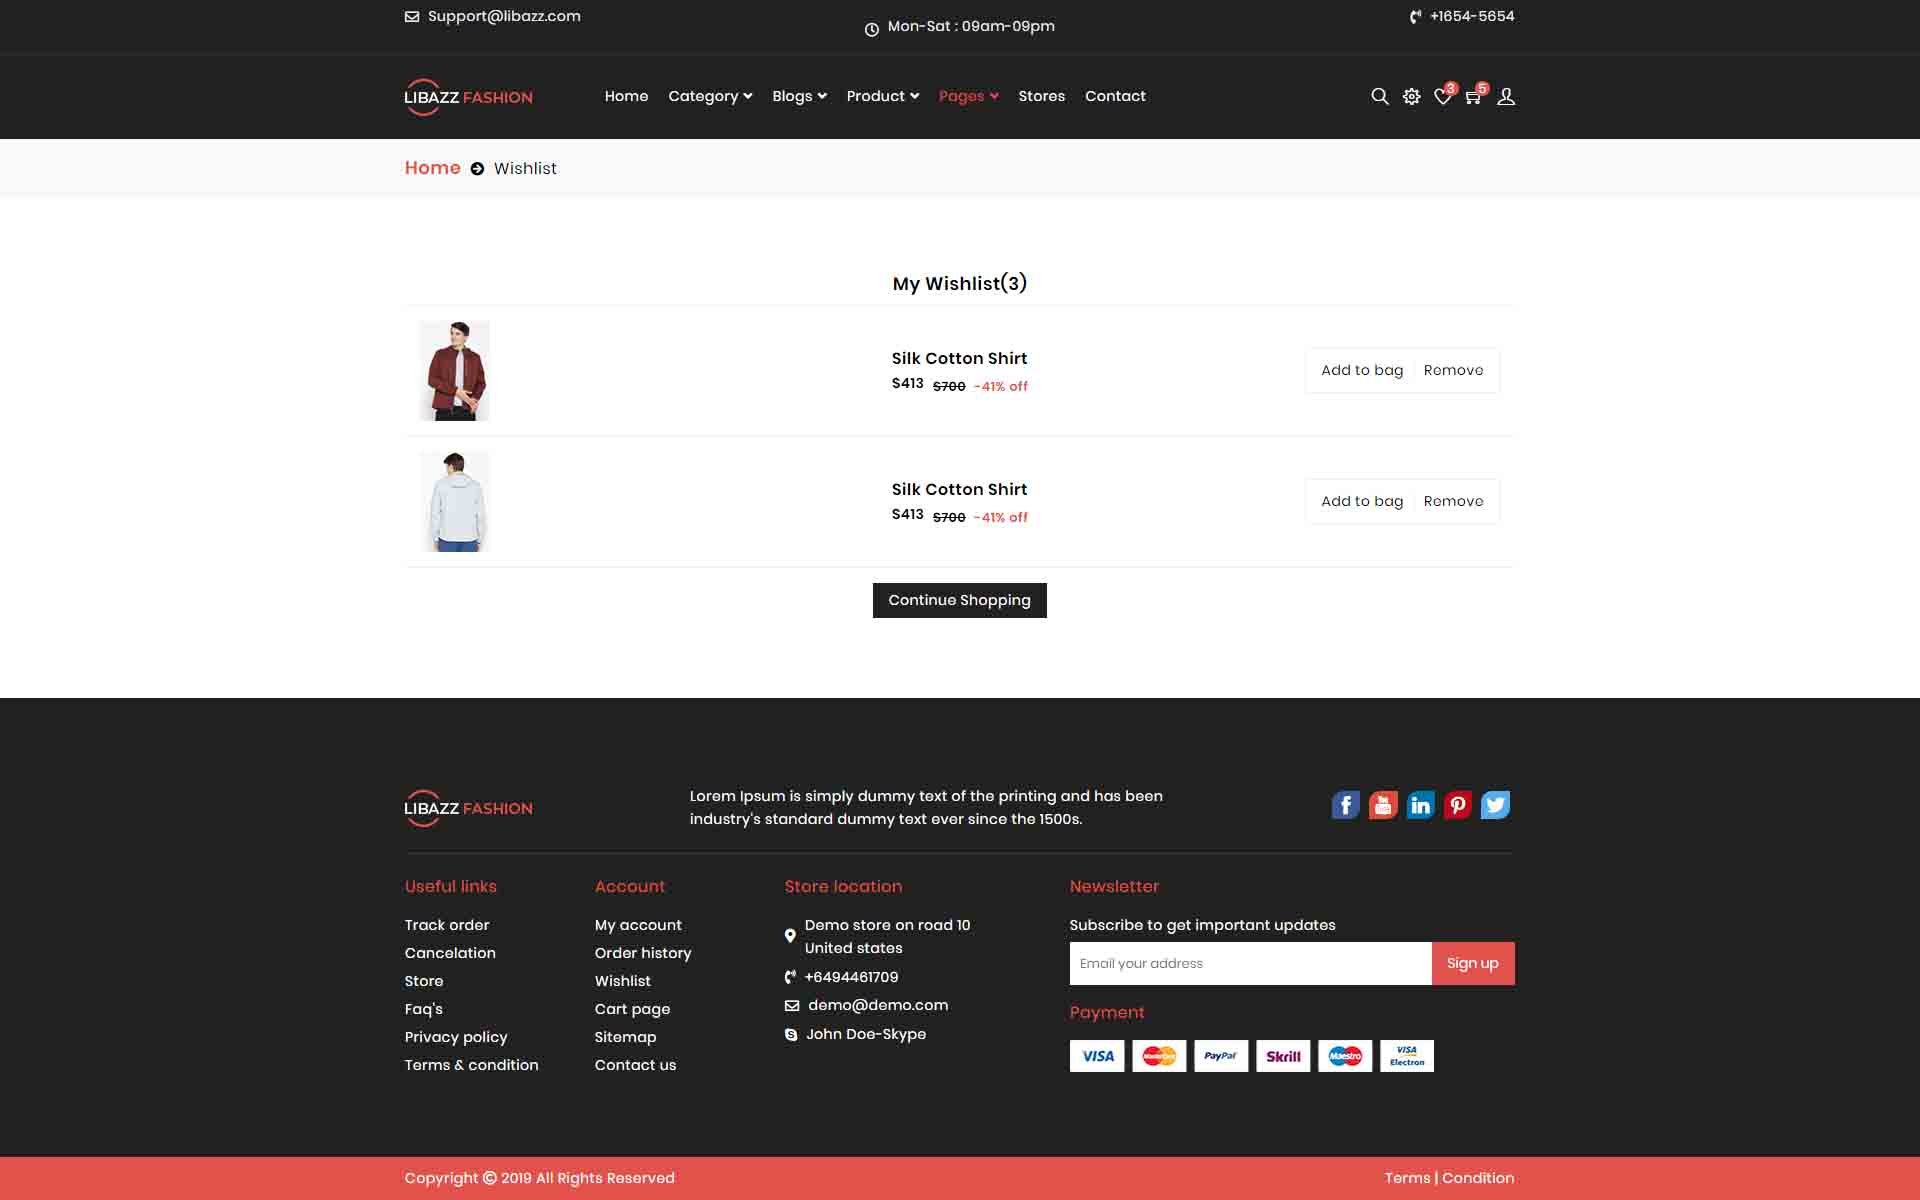 Support@libazz.com
Mon-Sat : 09am-09pm
+1654-5654
LIBAZZ FASHION
Home Category Blogs Product Pages Stores Contact
3 5
Home Wishlist
My Wishlist(3)
Silk Cotton Shirt
$413 $700 -41% off
Add to bag Remove
Silk Cotton Shirt
$413 $700 -41% off
Add to bag Remove
Continue Shopping
LIBAZZ FASHION
Lorem Ipsum is simply dummy text of the printing and has been
industry's standard dummy text ever since the 1500s.
Useful links
Track order
Cancelation
Store
Faq's
Privacy policy
Terms & condition
Account
My account
Order history
Wishlist
Cart page
Sitemap
Contact us
Store location
Demo store on road 10
United states
+6494461709
demo@demo.com
John Doe-Skype
Newsletter
Subscribe to get important updates
Email your address
Sign up
Payment
VISA MasterCard PayPal Skrill Maestro VISA Electron
Copyright © 2019 All Rights Reserved
Terms | Condition